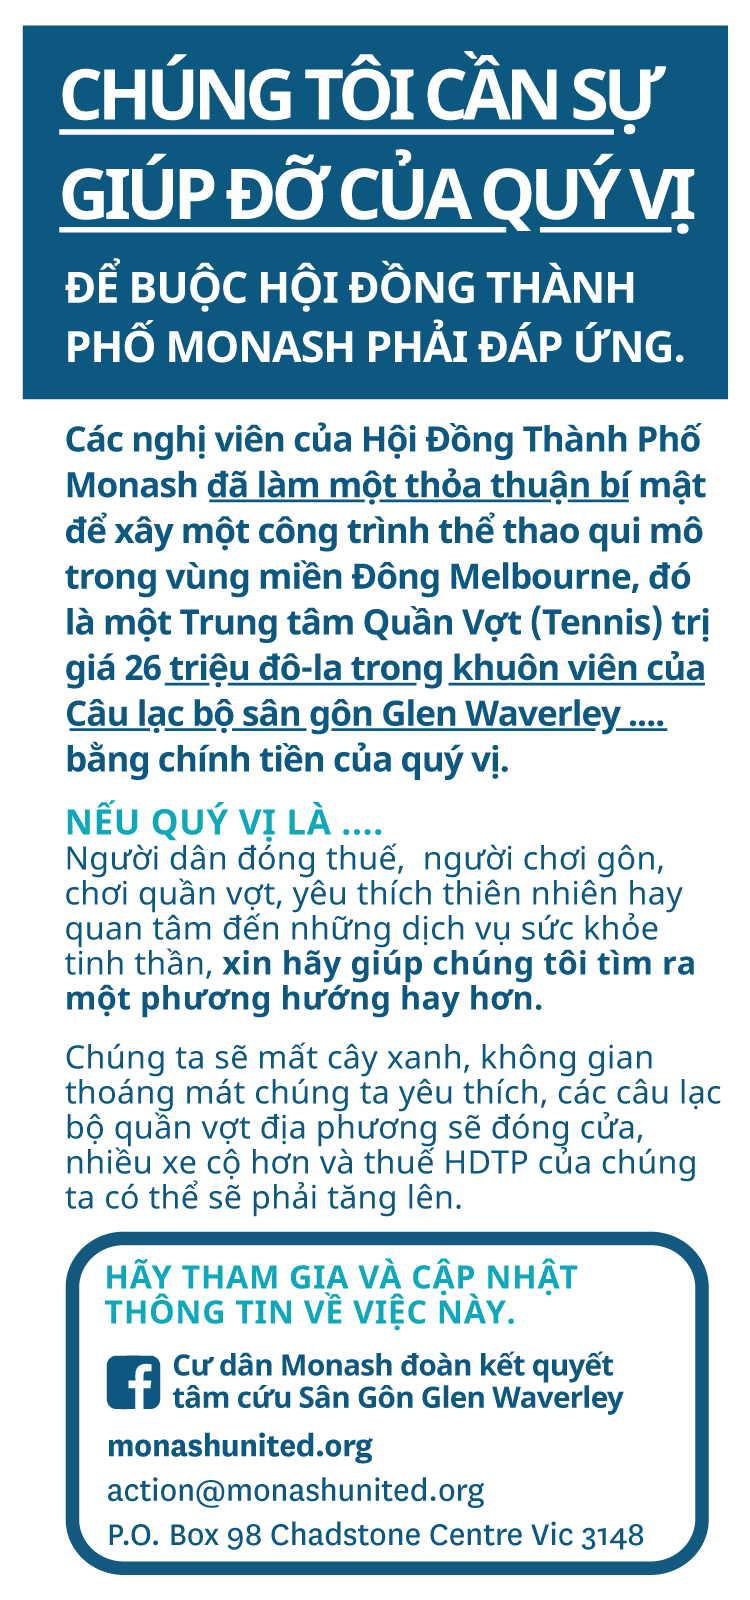 CHÚNG TÔI CẦN SỰ
GIÚP ĐỠ CỦA QUÝ VỊ
ĐỂ BUỘC HỘI ĐỒNG THÀNH
PHỐ MONASH PHẢI ĐÁP ỨNG.
Các nghị viên của Hội Đồng Thành Phố
Monash đã làm một thỏa thuận bí mật
để xây một công trình thể thao qui mô
trong vùng miền Đông Melbourne, đó
là một Trung tâm Quần Vợt (Tennis) trị
giá 26 triệu đô-la trong khuôn viên của
Câu lạc bộ sân gôn Glen Waverley ....
bằng chính tiền của quý vị.
NẾU QUÝ VỊ LÀ ....
Người dân đóng thuế,  người chơi gôn,
chơi quần vợt, yêu thích thiên nhiên hay
quan tâm đến những dịch vụ sức khỏe
tinh thần, xin hãy giúp chúng tôi tìm ra
một phương hướng hay hơn.
Chúng ta sẽ mất cây xanh, không gian
thoáng mát chúng ta yêu thích, các câu lạc
bộ quần vợt địa phương sẽ đóng cửa,
nhiều xe cộ hơn và thuế HDTP của chúng
ta có thể sẽ phải tăng lên.
HÃY THAM GIA VÀ CẬP NHẬT
THÔNG TIN VỀ VIỆC NÀY.
Cư dân Monash đoàn kết quyết
tâm cứu Sân Gôn Glen Waverley
monashunited.org
action@monashunited.org
P.O. Box 98 Chadstone Centre Vic 3148